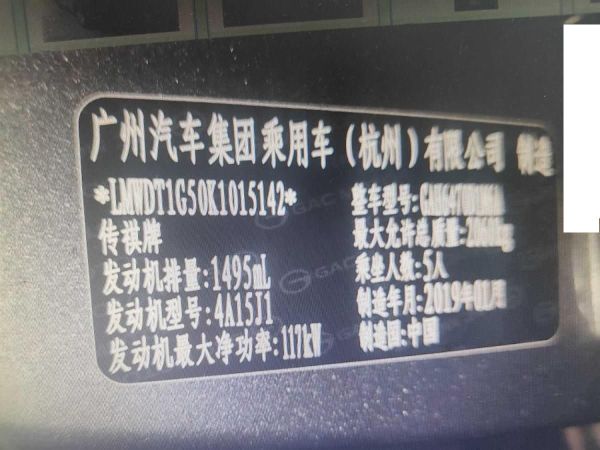 广州汽车集团乘用车（杭州）有限公司 制造
*LMWDT1G50K1015142*
传祺牌
发动机排量:1495mL
发动机型号:4A15J1
发动机最大净功率:117kW
整车型号:
最大允许总质量:
乘坐人数:5人
制造年月:2019年01月
制造国:中国